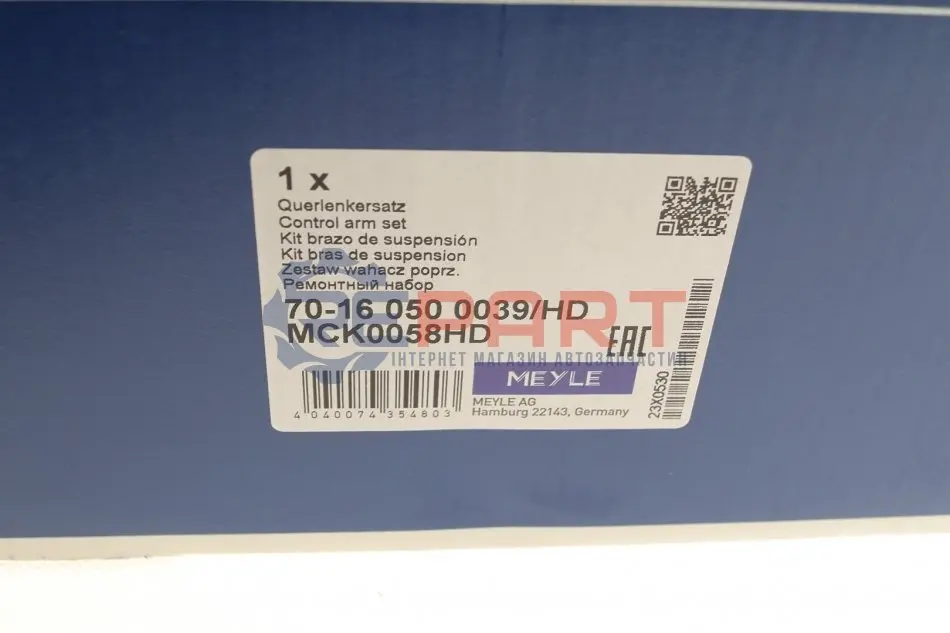 1 x
Querlenkersatz
Control arm set
Kit brazo de suspensión
Kit bras de suspension
Zestaw wahacz poprz.
Ремонтный набор
REPART
70-16 050 0039/HD
MCK0058HD
EAC
ІНТЕРНЕТ МАГАЗИН АВТОЗАПЧАСТИН
MEYLE
MEYLE AG
Hamburg 22143, Germany
4 040074 354803
23X0530